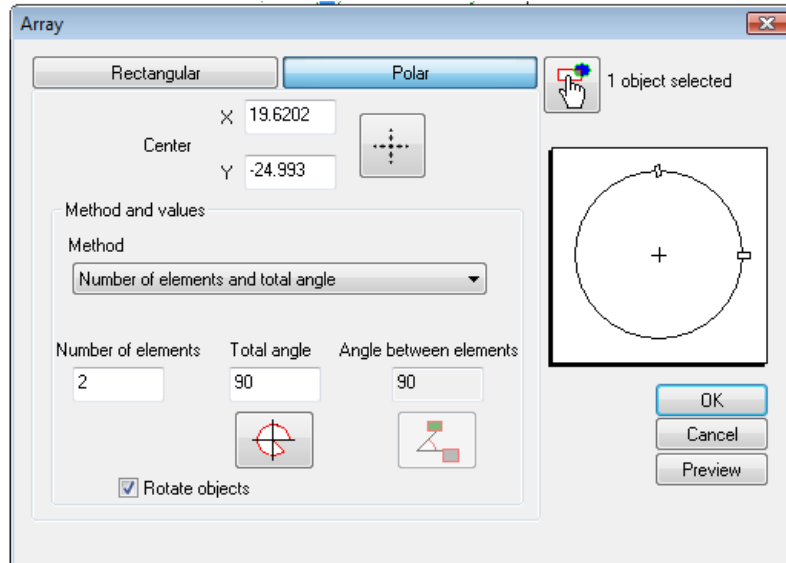 Array
Rectangular
Polar
1 object selected
X 19.6202
Center
Y -24.993
Method and values
Method
Number of elements and total angle
Number of elements Total angle Angle between elements
2 90 90
Rotate objects
OK
Cancel
Preview